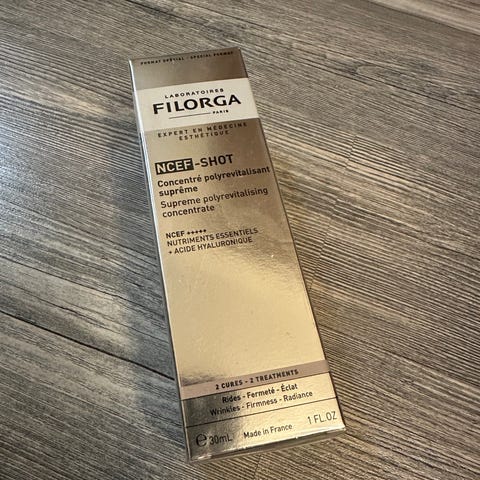 FORMAT SPÉCIAL - SPECIAL FORMAT
LABORATOIRES
FILORGA
PARIS
EXPERT EN MÉDECINE
ESTHÉTIQUE
NCEF-SHOT
Concentré polyrevitalisant
suprême
Supreme polyrevitalising
concentrate
NCEF +++++
NUTRIMENTS ESSENTIELS
+ ACIDE HYALURONIQUE
2 CURES - 2 TREATMENTS
Rides - Fermeté - Éclat
Wrinkles - Firmness - Radiance
℮ 30mL Made in France 1 FL.OZ